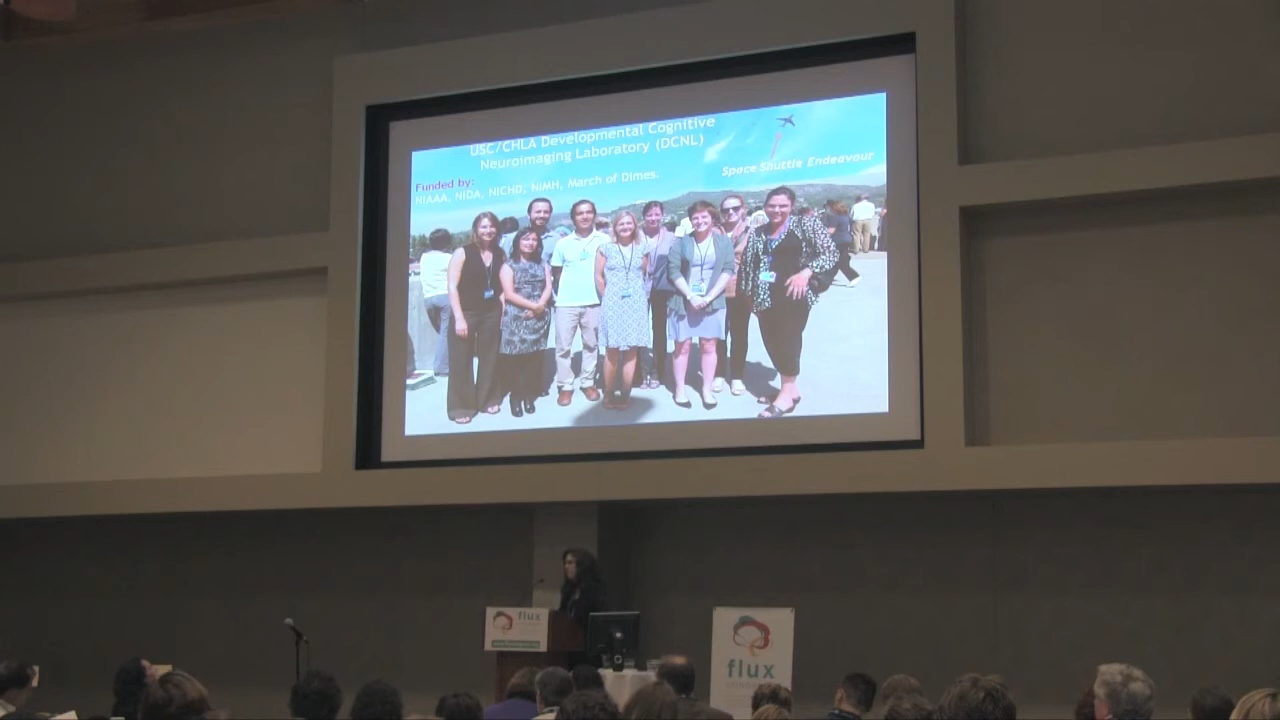 USC/CHLA Developmental Cognitive
Neuroimaging Laboratory (DCNL)
Funded by:
NIAAA, NIDA, NICHD, NIMH, March of Dimes.
Space Shuttle Endeavour
flux
flux